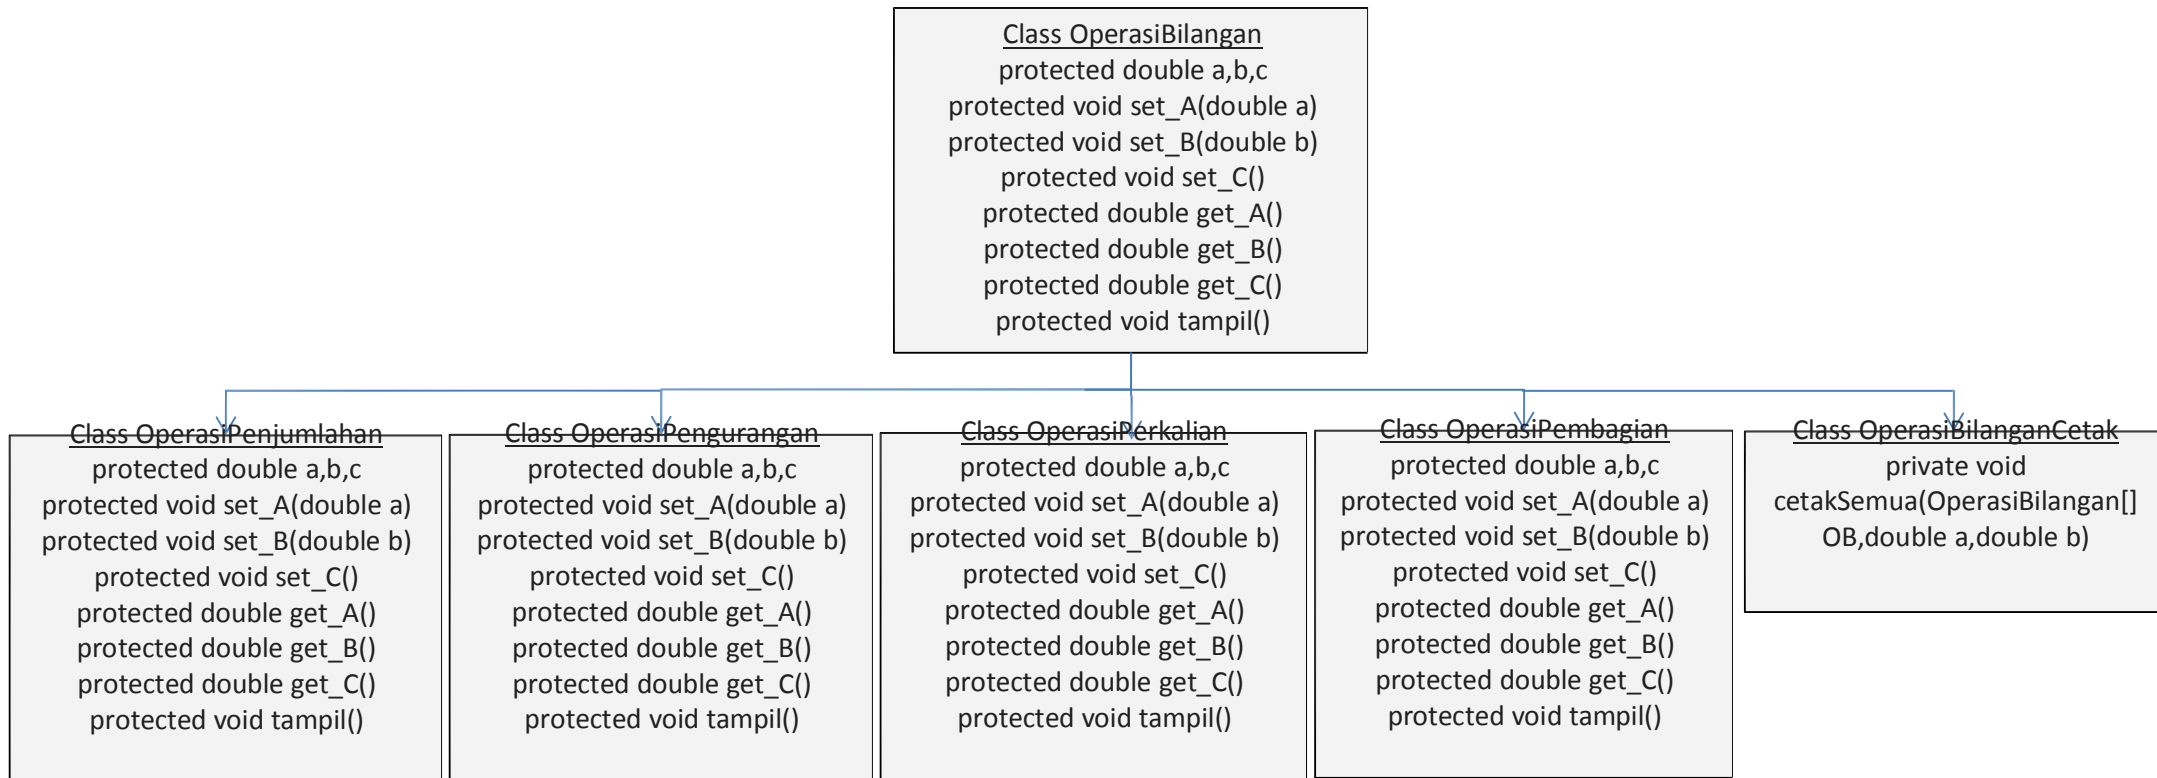 Class OperasiBilangan
protected double a,b,c
protected void set_A(double a)
protected void set_B(double b)
protected void set_C()
protected double get_A()
protected double get_B()
protected double get_C()
protected void tampil()
Class OperasiPenjumlahan
protected double a,b,c
protected void set_A(double a)
protected void set_B(double b)
protected void set_C()
protected double get_A()
protected double get_B()
protected double get_C()
protected void tampil()
Class OperasiPengurangan
protected double a,b,c
protected void set_A(double a)
protected void set_B(double b)
protected void set_C()
protected double get_A()
protected double get_B()
protected double get_C()
protected void tampil()
Class OperasiPerkalian
protected double a,b,c
protected void set_A(double a)
protected void set_B(double b)
protected void set_C()
protected double get_A()
protected double get_B()
protected double get_C()
protected void tampil()
Class OperasiPembagian
protected double a,b,c
protected void set_A(double a)
protected void set_B(double b)
protected void set_C()
protected double get_A()
protected double get_B()
protected double get_C()
protected void tampil()
Class OperasiBilanganCetak
private void
cetakSemua(OperasiBilangan[]
OB,double a,double b)